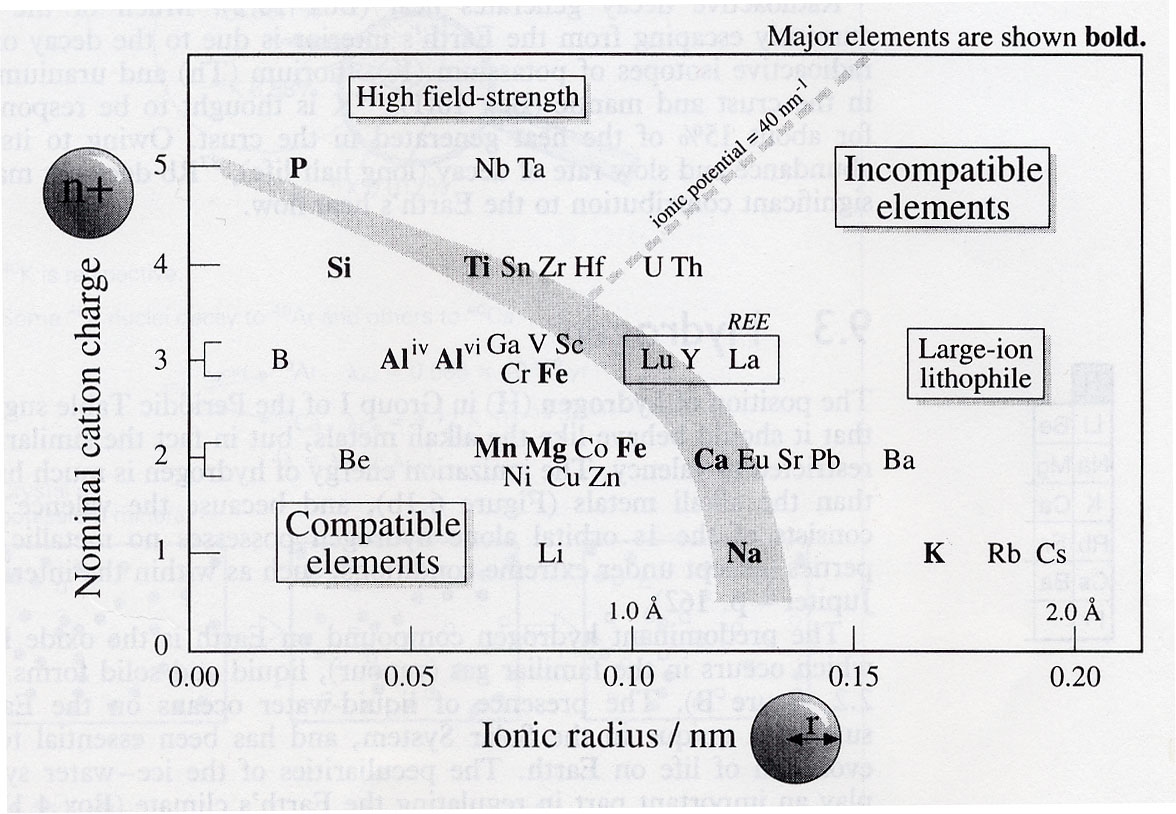 Major elements are shown bold.
High field-strength
ionic potential = 40 nm⁻¹
Incompatible
elements
n+
Nominal cation charge
5
P Nb Ta
4
Si Ti Sn Zr Hf U Th
REE
3
B Alⁱᵛ Alᵛⁱ Ga V Sc Lu Y La
Cr Fe
Large-ion
lithophile
2
Be Mn Mg Co Fe Ca Eu Sr Pb Ba
Ni Cu Zn
Compatible
elements
1
Li Na K Rb Cs
1.0 Å 2.0 Å
0
0.00 0.05 0.10 0.15 0.20
Ionic radius / nm r